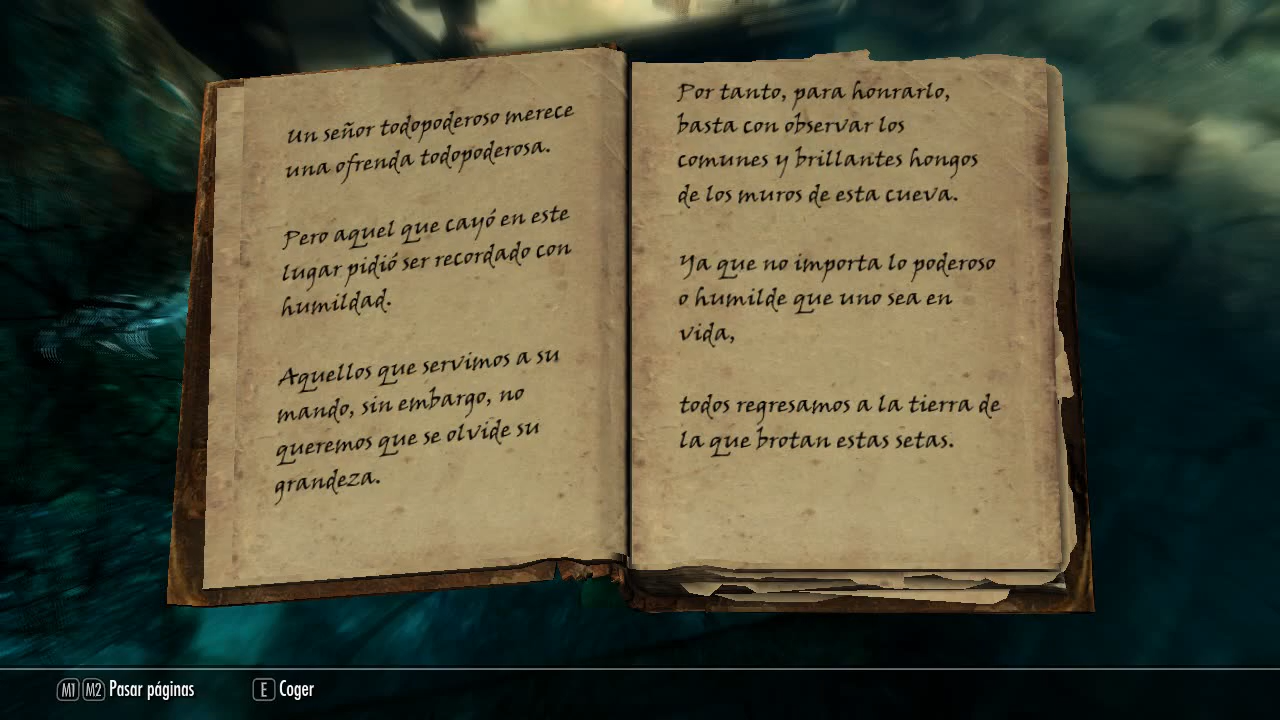 Un señor todopoderoso merece
una ofrenda todopoderosa.
Pero aquel que cayó en este
lugar pidió ser recordado con
humildad.
Aquellos que servimos a su
mando, sin embargo, no
queremos que se olvide su
grandeza.
Por tanto, para honrarlo,
basta con observar los
comunes y brillantes hongos
de los muros de esta cueva.
Ya que no importa lo poderoso
o humilde que uno sea en
vida,
todos regresamos a la tierra de
la que brotan estas setas.
M1 M2 Pasar páginas
E Coger